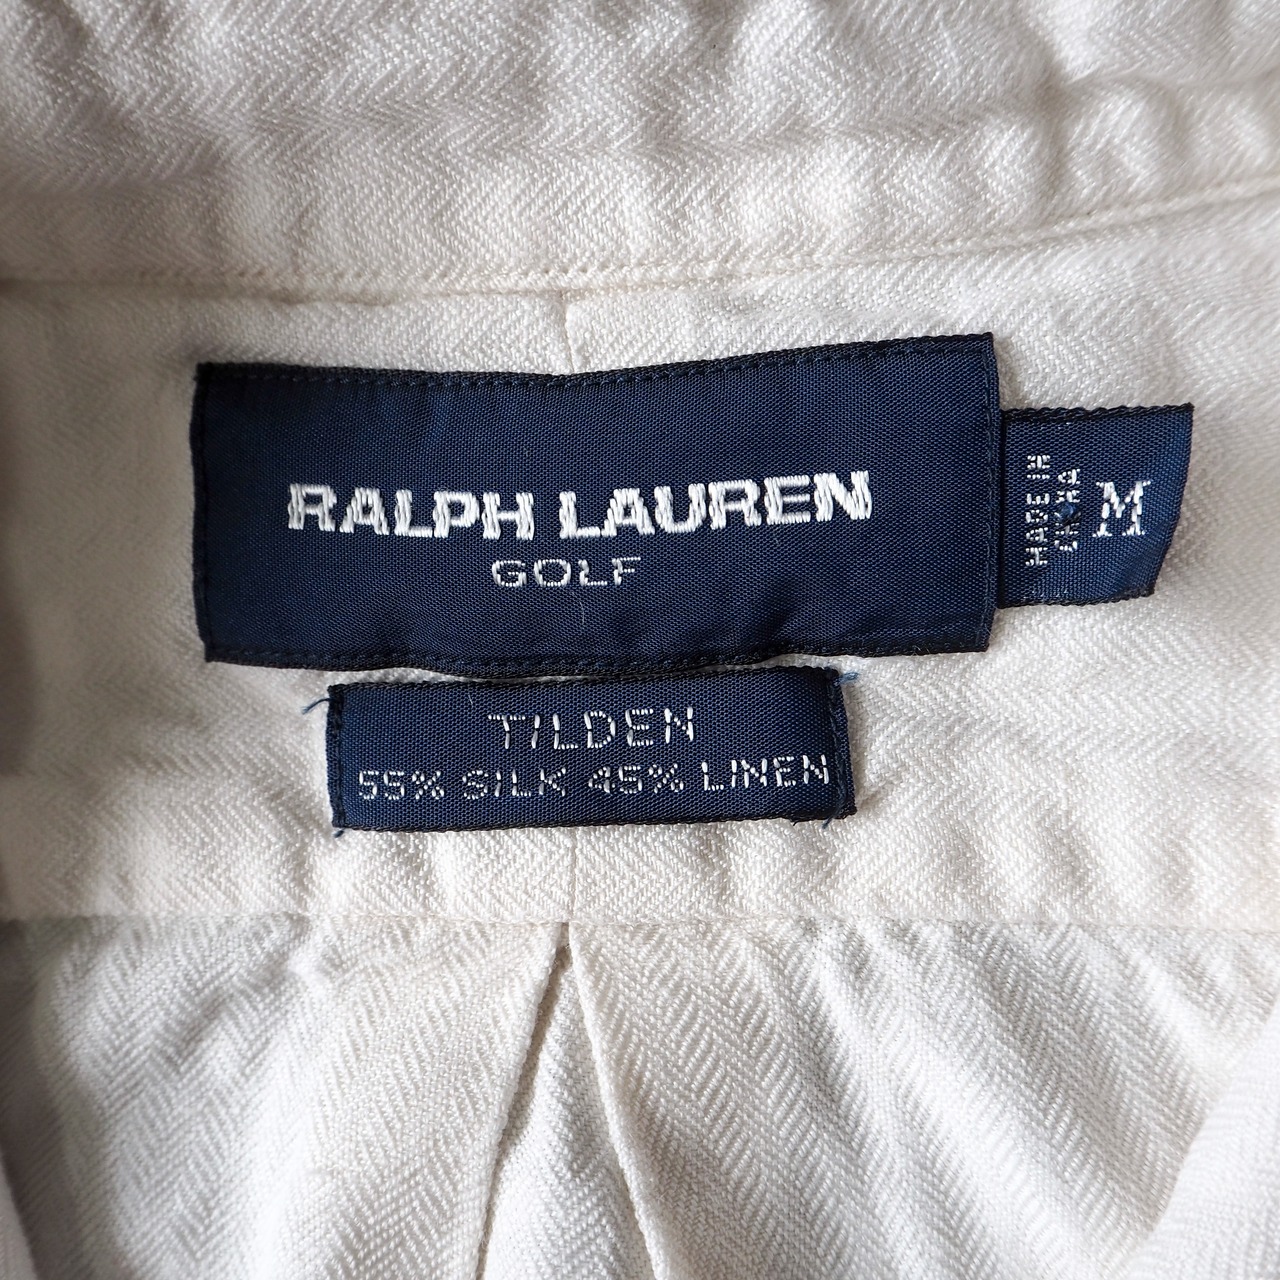 RALPH LAUREN
GOLF
MADE IN
CHINA
M
TILDEN
55% SILK 45% LINEN